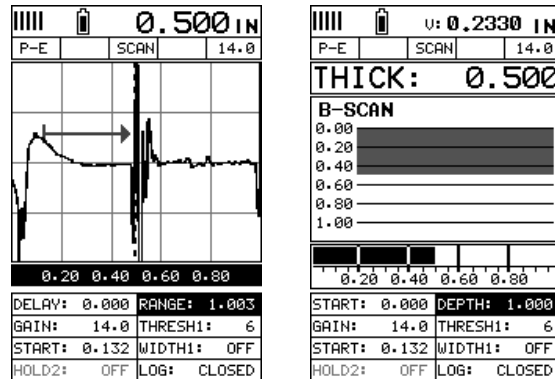 0.500 IN
P-E SCAN 14.0
0.20 0.40 0.60 0.80
DELAY: 0.000 RANGE: 1.003
GAIN: 14.0 THRESH1: 6
START: 0.132 WIDTH1: OFF
HOLD2: OFF LOG: CLOSED
V: 0.2330 IN
P-E SCAN 14.0
THICK: 0.500
B-SCAN
0.00
0.20
0.40
0.60
0.80
1.00
0.20 0.40 0.60 0.80
START: 0.000 DEPTH: 1.000
GAIN: 14.0 THRESH1: 6
START: 0.132 WIDTH1: OFF
HOLD2: OFF LOG: CLOSED